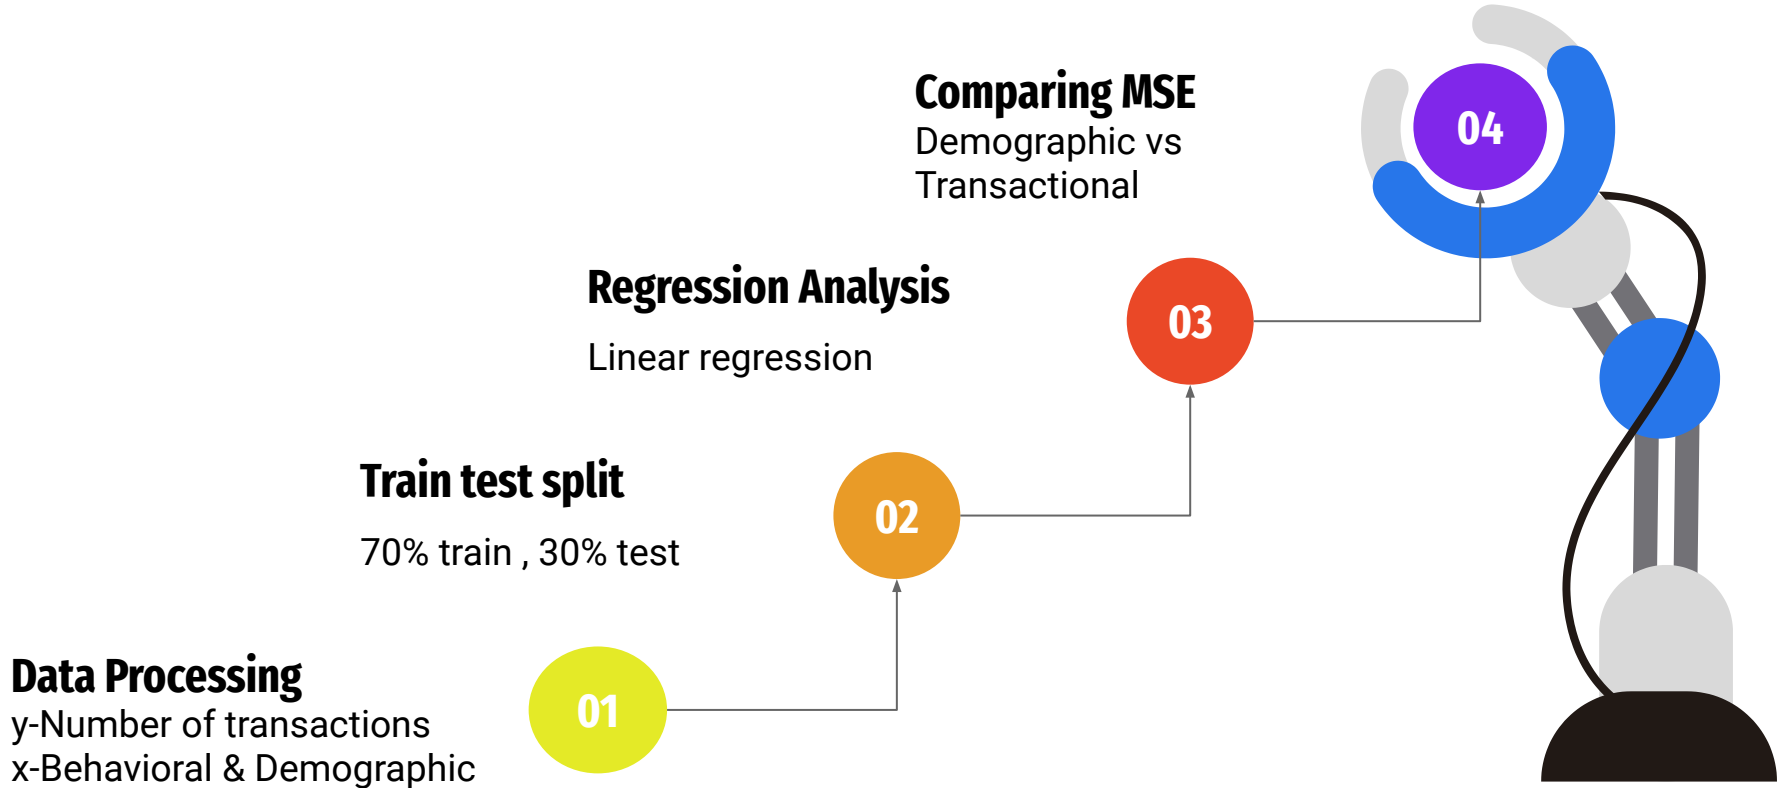 Comparing MSE
Demographic vs
Transactional
04
Regression Analysis
Linear regression
03
Train test split
70% train , 30% test
02
Data Processing
y-Number of transactions
x-Behavioral & Demographic
01